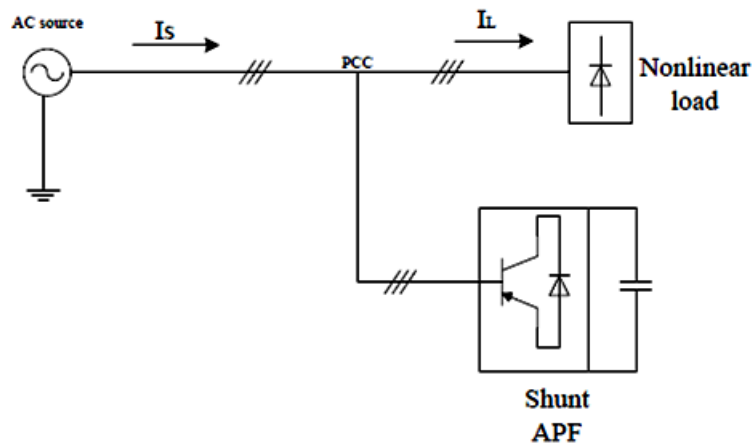 AC source
Is
IL
PCC
Nonlinear
load
Shunt
APF